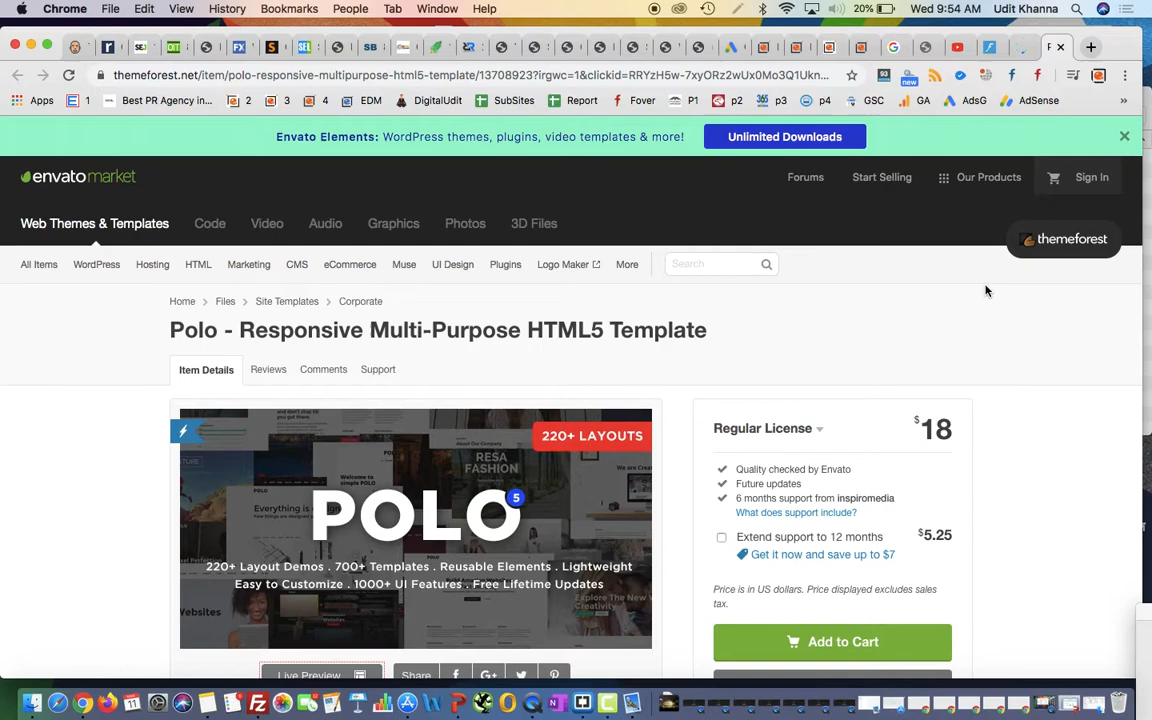 Chrome File Edit View History Bookmarks People Tab Window Help 20% Wed 9:54 AM Udit Khanna
themeforest.net/item/polo-responsive-multipurpose-html5-template/13708923?irgwc=1&clickid=RRYzH5w-7xyORz2wUx0Mo3Q1Ukn...
Apps E 1 Best PR Agency in... 2 3 4 EDM DigitalUdit SubSites Report Fover P1 p2 p3 p4 GSC GA AdsG AdSense »
Envato Elements: WordPress themes, plugins, video templates & more! Unlimited Downloads
envatomarket Forums Start Selling Our Products Sign In
Web Themes & Templates Code Video Audio Graphics Photos 3D Files
themeforest
All Items WordPress Hosting HTML Marketing CMS eCommerce Muse UI Design Plugins Logo Maker More Search
Home > Files > Site Templates > Corporate
Polo - Responsive Multi-Purpose HTML5 Template
Item Details Reviews Comments Support
220+ LAYOUTS
RESA
FASHION
POLO 5
220+ Layout Demos . 700+ Templates . Reusable Elements . Lightweight
Easy to Customize . 1000+ UI Features . Free Lifetime Updates
Live Preview Share
Regular License $18
Quality checked by Envato
Future updates
6 months support from inspiromedia
What does support include?
Extend support to 12 months $5.25
Get it now and save up to $7
Price is in US dollars. Price displayed excludes sales
tax.
Add to Cart